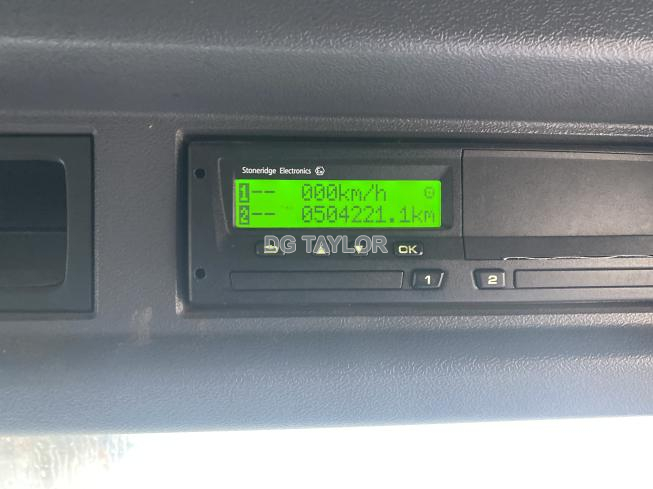 Stoneridge Electronics
1-- 000km/h
2-- 0504221.1km
DG TAYLOR
OK
1
2